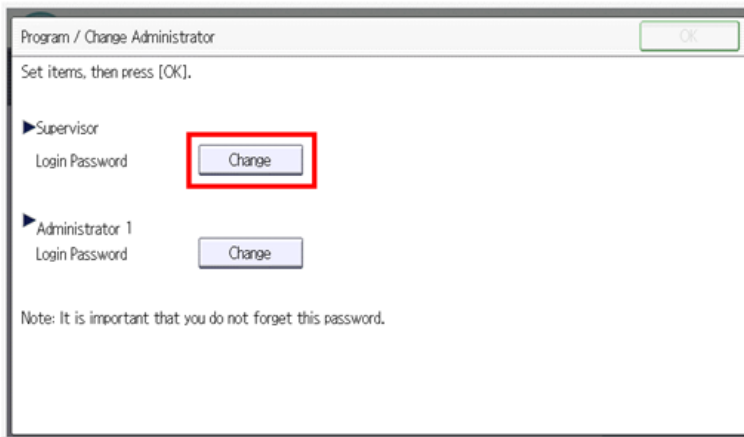 Program / Change Administrator
OK
Set items, then press [OK].
▶Supervisor
Login Password
Change
▶Administrator 1
Login Password
Change
Note: It is important that you do not forget this password.